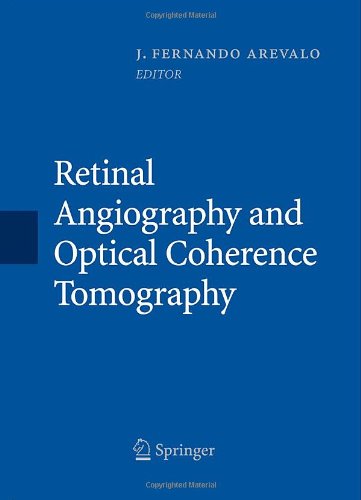 J. FERNANDO AREVALO
EDITOR
Retinal
Angiography and
Optical Coherence
Tomography
Springer